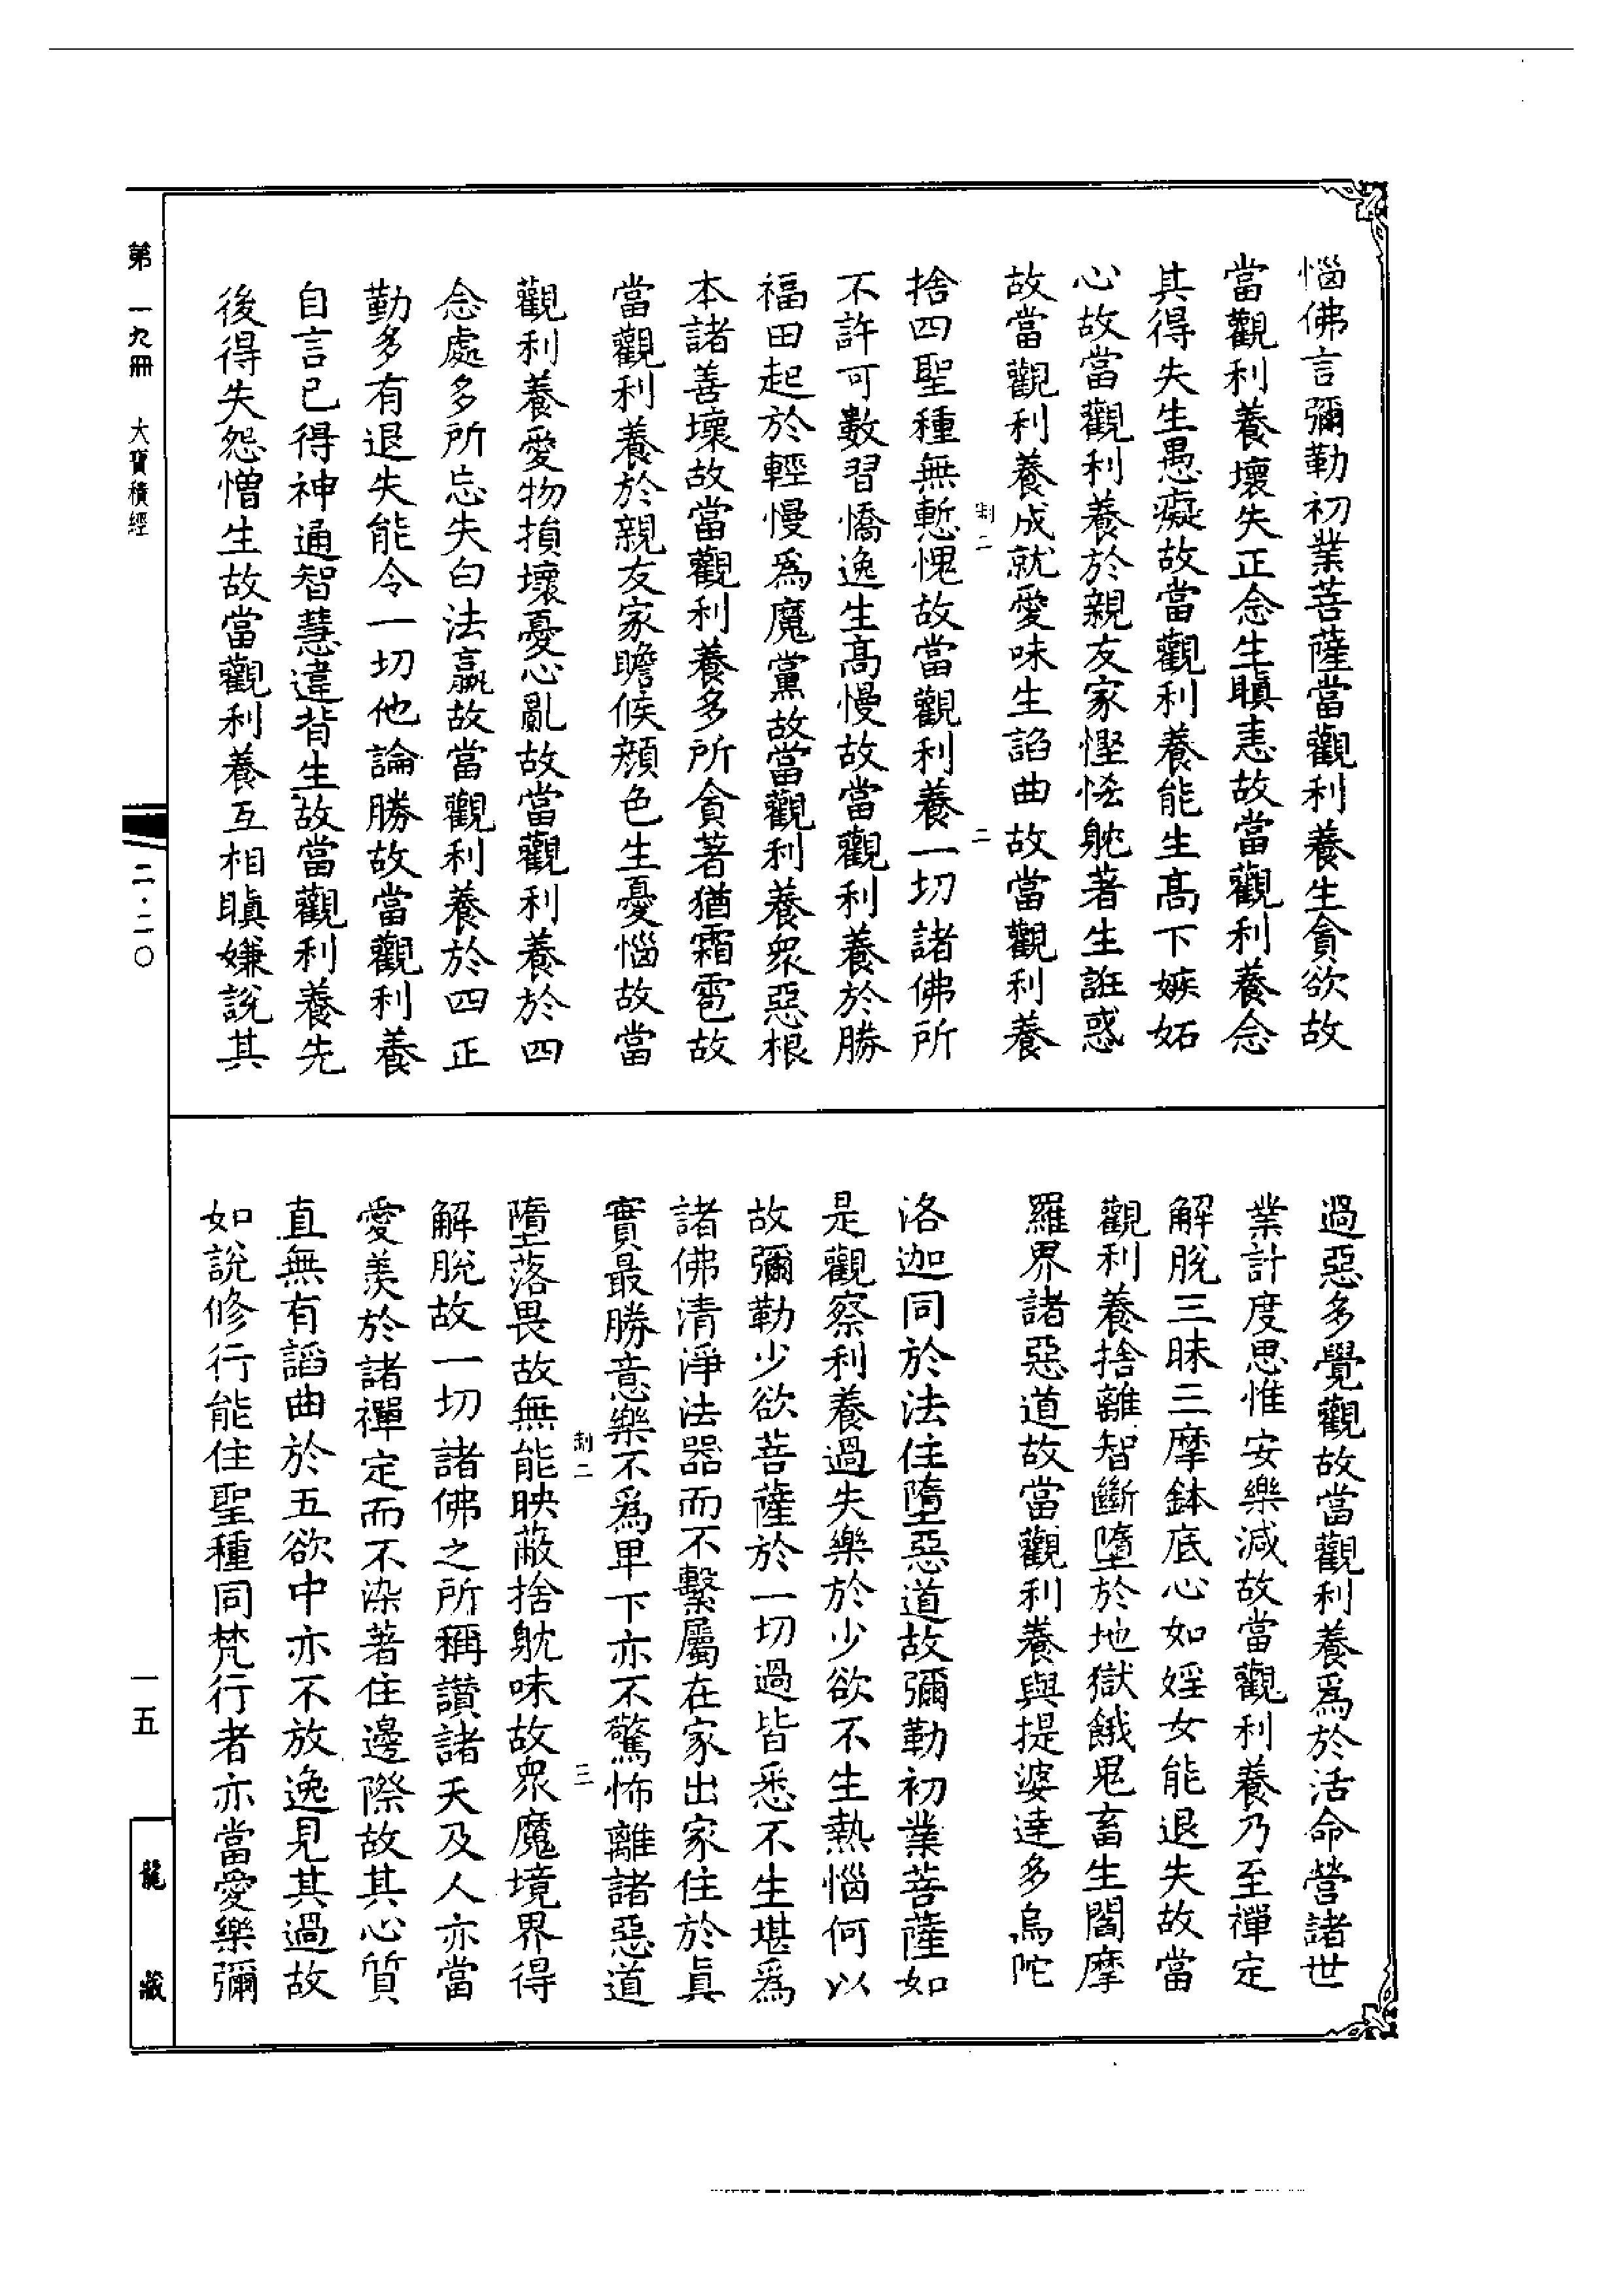 惱佛言彌勒初業菩薩當觀利養生貪欲故
當觀利養壞失正念生瞋恚故當觀利養念
其得失生愚癡故當觀利養能生高下嫉妬
心故當觀利養於親友家慳悋躭著生誑惑
故當觀利養成就愛味生諂曲故當觀利養
制二
二
捨四聖種無慙愧故當觀利養一切諸佛所
不許可數習憍逸生高慢故當觀利養於勝
福田起於輕慢爲魔黨故當觀利養衆惡根
本諸善壞故當觀利養多所貪著猶霜雹故
當觀利養於親友家瞻候顏色生憂惱故當
觀利養愛物損壞憂心亂故當觀利養於四
念處多所忘失白法羸故當觀利養於四正
勤多有退失能令一切他論勝故當觀利養
自言已得神通智慧違背生故當觀利養先
後得失怨憎生故當觀利養互相瞋嫌說其
過惡多覺觀故當觀利養爲於活命營諸世
業計度思惟安樂減故當觀利養乃至禪定
解脫三昧三摩鉢底心如婬女能退失故當
觀利養捨離智斷墮於地獄餓鬼畜生閻摩
羅界諸惡道故當觀利養與提婆達多烏陀
洛迦同於法住墮惡道故彌勒初業菩薩如
是觀察利養過失樂於少欲不生熱惱何以
故彌勒少欲菩薩於一切過皆悉不生堪爲
諸佛清淨法器而不繫屬在家出家住於眞
實最勝意樂不爲卑下亦不驚怖離諸惡道
制二
三
墮落畏故無能映蔽捨躭味故衆魔境界得
解脫故一切諸佛之所稱讚諸天及人亦當
愛羨於諸禪定而不染著住邊際故其心質
直無有諂曲於五欲中亦不放逸見其過故
如說修行能住聖種同梵行者亦當愛樂彌
第一九冊 大寶積經
二·二〇
一五
龍藏